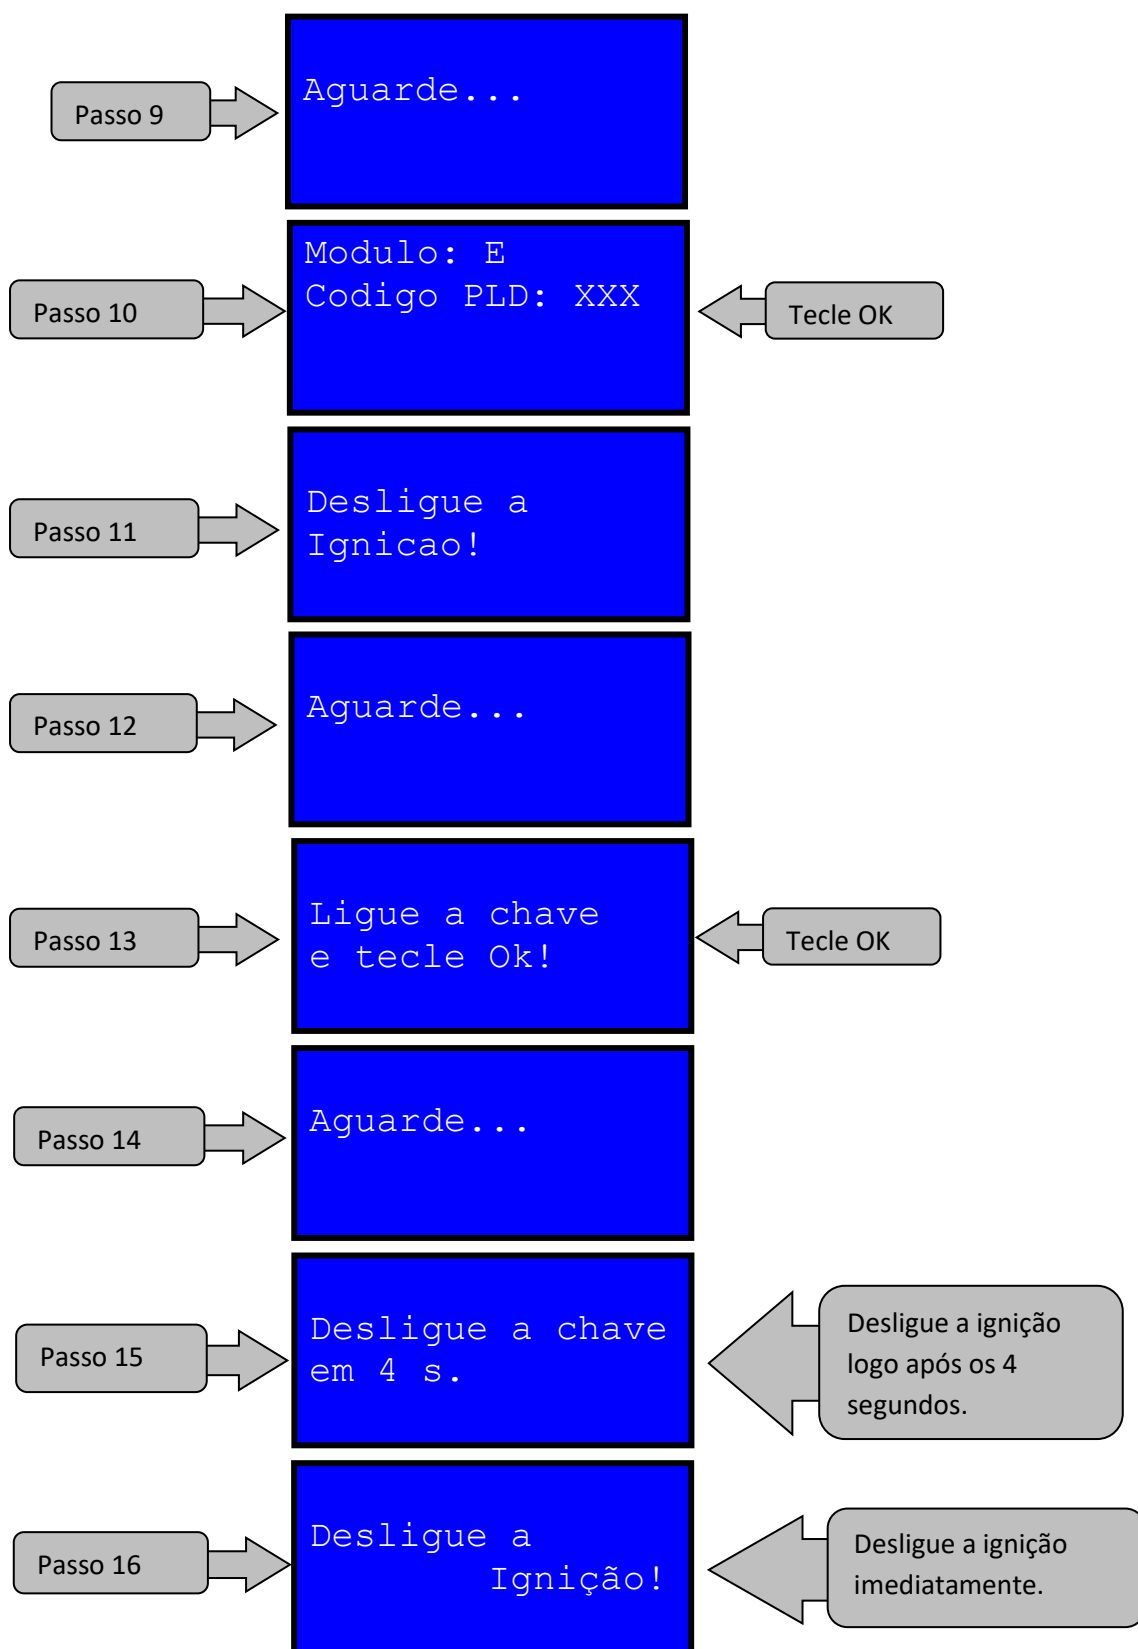 Passo 9
Aguarde...
Passo 10
Modulo: E
Codigo PLD: XXX
Tecle OK
Passo 11
Desligue a
Ignicao!
Passo 12
Aguarde...
Passo 13
Ligue a chave
e tecle Ok!
Tecle OK
Passo 14
Aguarde...
Passo 15
Desligue a chave
em 4 s.
Desligue a ignição
logo após os 4
segundos.
Passo 16
Desligue a
Ignição!
Desligue a ignição
imediatamente.